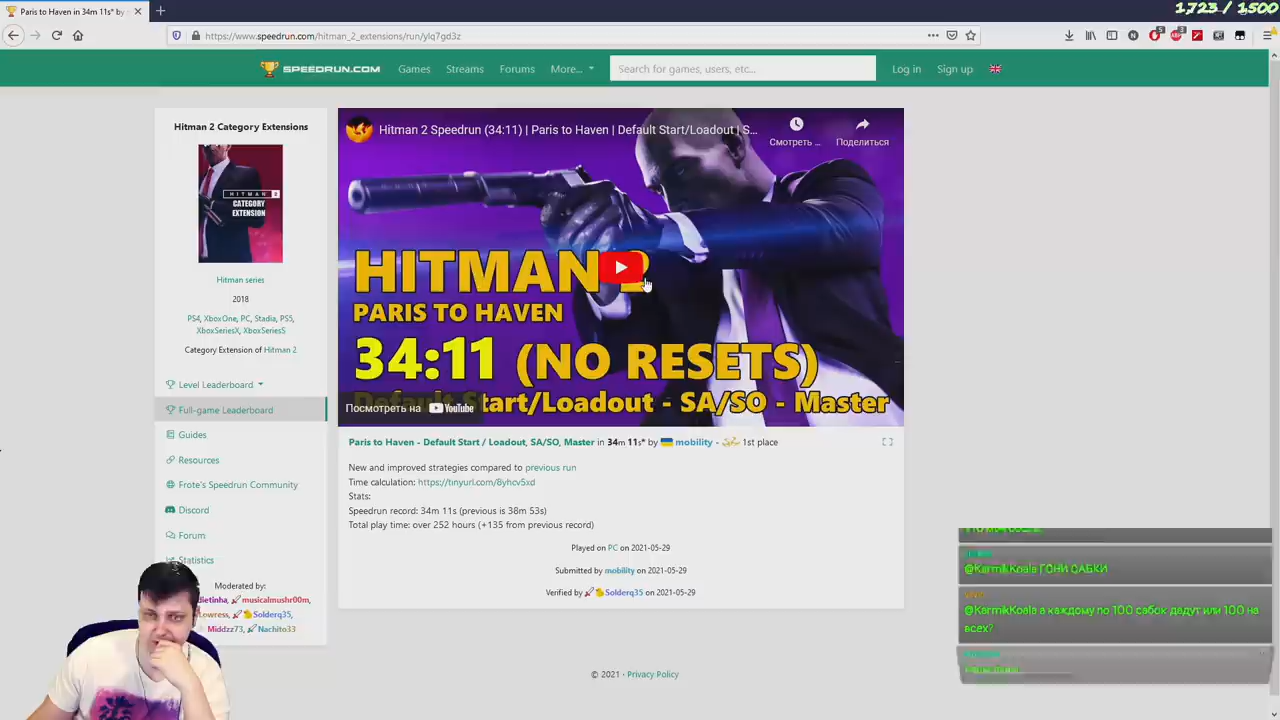 Paris to Haven in 34m 11s* by
1,723 / 1500
https://www.speedrun.com/hitman_2_extensions/run/ylq7gd3z
SPEEDRUN.COM
Games
Streams
Forums
More...
Search for games, users, etc...
Log in
Sign up
Hitman 2 Category Extensions
HITMAN 2
CATEGORY
EXTENSION
Hitman series
2018
PS4, XboxOne, PC, Stadia, PS5,
XboxSeriesX, XboxSeriesS
Category Extension of Hitman 2
Level Leaderboard
Full-game Leaderboard
Guides
Resources
Frote's Speedrun Community
Discord
Forum
Statistics
Moderated by:
dietinha, musicalmushr00m,
Lowress, Solderq35,
Middzz73, Nachito33
Hitman 2 Speedrun (34:11) | Paris to Haven | Default Start/Loadout | S...
Смотреть ...
Поделиться
HITMAN 2
PARIS TO HAVEN
34:11 (NO RESETS)
Default Start/Loadout - SA/SO - Master
Посмотреть на YouTube
Paris to Haven - Default Start / Loadout, SA/SO, Master in 34m 11s* by mobility - 1st place
New and improved strategies compared to previous run
Time calculation: https://tinyurl.com/8yhcv5xd
Stats:
Speedrun record: 34m 11s (previous is 38m 53s)
Total play time: over 252 hours (+135 from previous record)
Played on PC on 2021-05-29
Submitted by mobility on 2021-05-29
Verified by Solderq35 on 2021-05-29
© 2021 · Privacy Policy
@KarmikKoala ГОНИ САБКИ
@KarmikKoala а каждому по 100 сабок дадут или 100 на
всех?